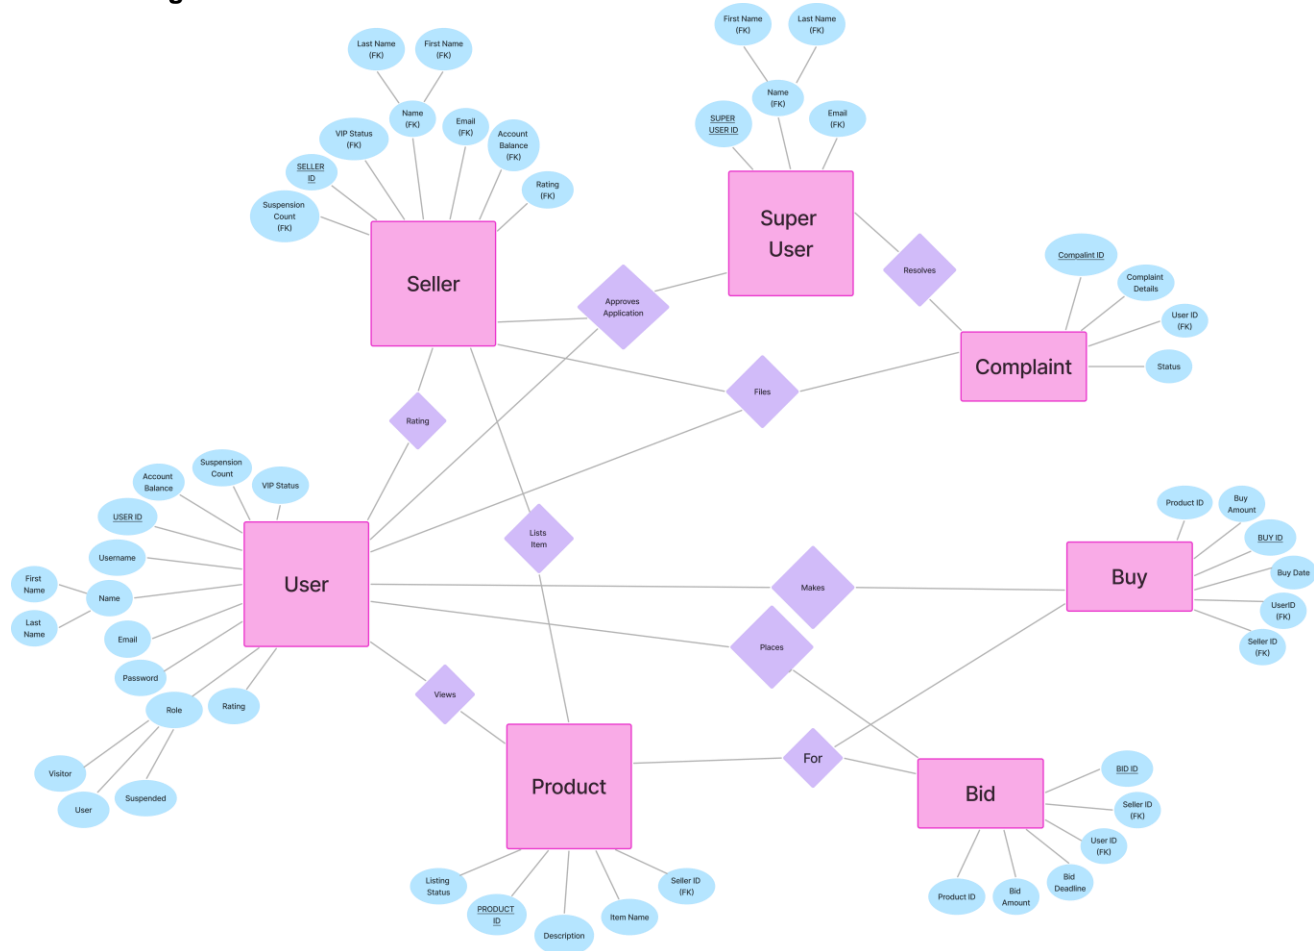 g
First Name
(FK)
Last Name
(FK)
Name
(FK)
SUPER
USER ID
Email
(FK)
Super
User
Last Name
(FK)
First Name
(FK)
Name
(FK)
VIP Status
(FK)
Email
(FK)
Account
Balance
(FK)
SELLER
ID
Rating
(FK)
Suspension
Count
(FK)
Seller
Approves
Application
Resolves
Compalint ID
Complaint
Details
User ID
(FK)
Status
Complaint
Files
Rating
Lists
Item
Suspension
Count
VIP Status
Account
Balance
USER ID
Username
First
Name
Name
Last
Name
Email
Password
Role
Rating
Visitor
User
Suspended
User
Makes
Places
Views
For
Product ID
Buy
Amount
BUY ID
Buy Date
UserID
(FK)
Seller ID
(FK)
Buy
Product
Listing
Status
PRODUCT
ID
Description
Item Name
Seller ID
(FK)
Bid
BID ID
Seller ID
(FK)
User ID
(FK)
Bid
Deadline
Bid
Amount
Product ID